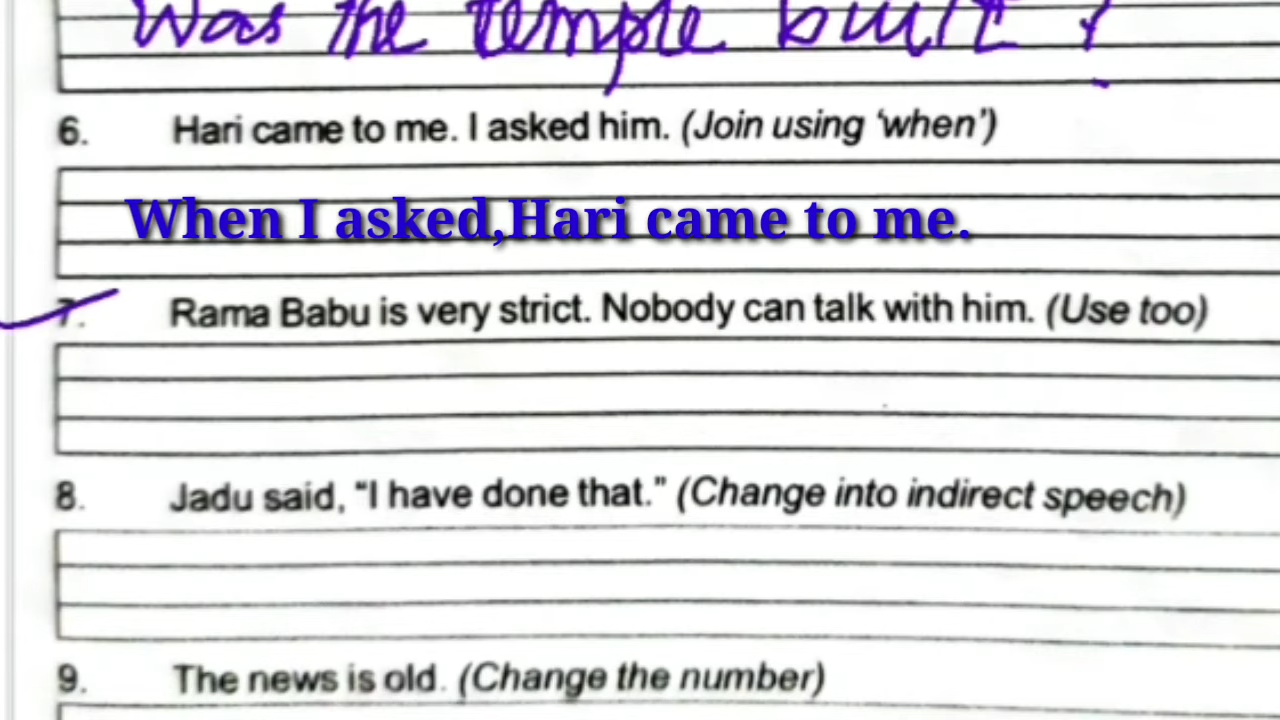 Was the temple built ?
6. Hari came to me. I asked him. (Join using 'when')
When I asked,Hari came to me.
7. Rama Babu is very strict. Nobody can talk with him. (Use too)
8. Jadu said, “I have done that.” (Change into indirect speech)
9. The news is old. (Change the number)